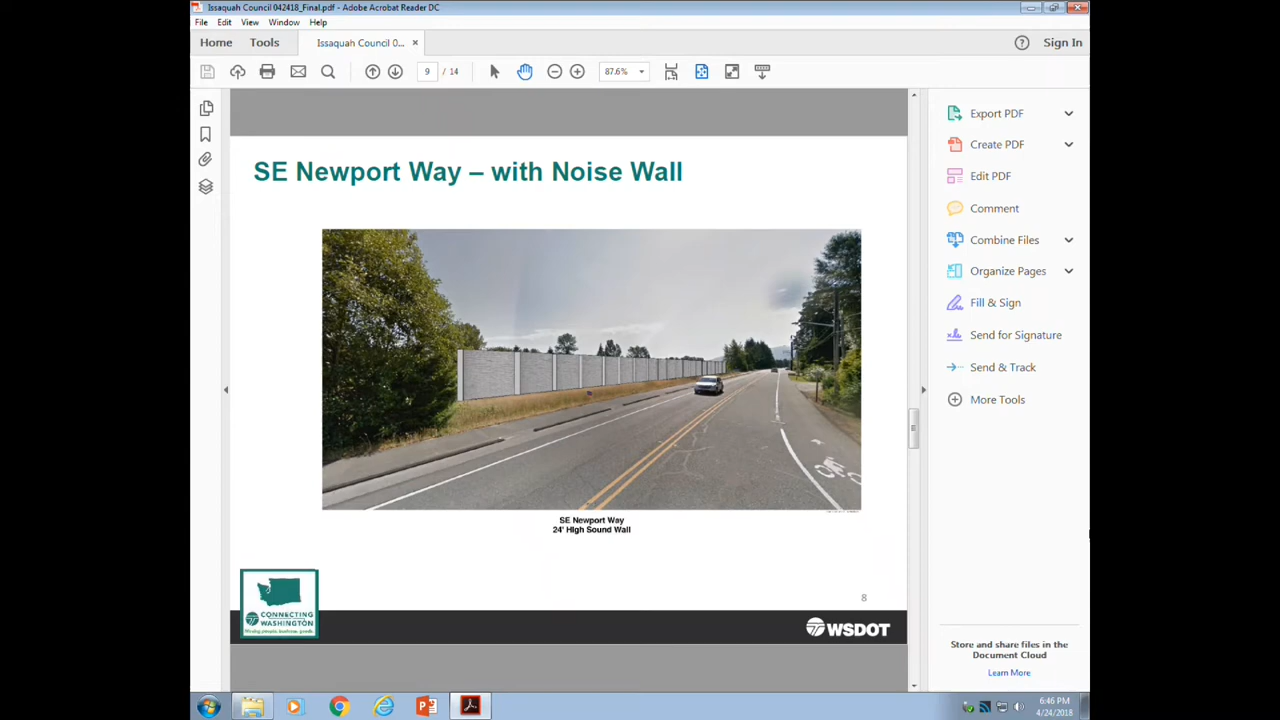 Issaquah Council 042418_Final.pdf - Adobe Acrobat Reader DC
File Edit View Window Help
Home Tools Issaquah Council 0... × Sign In
9 / 14 87.6%
SE Newport Way – with Noise Wall
SE Newport Way
24' High Sound Wall
8
CONNECTING
WASHINGTON
WSDOT
Export PDF
Create PDF
Edit PDF
Comment
Combine Files
Organize Pages
Fill & Sign
Send for Signature
Send & Track
More Tools
Store and share files in the
Document Cloud
Learn More
6:46 PM
4/24/2018